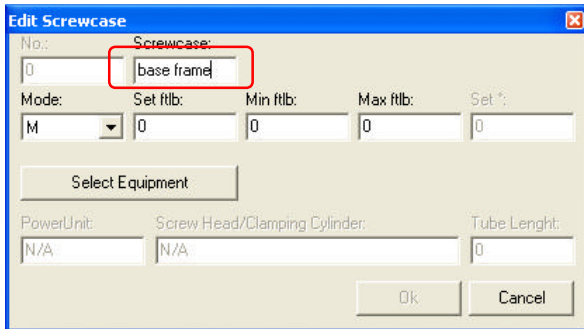 Edit Screwcase
No.: Screwcase:
0 base frame
Mode: Set ftlb: Min ftlb: Max ftlb: Set °:
M 0 0 0 0
Select Equipment
PowerUnit: Screw Head/Clamping Cylinder: Tube Lenght:
N/A N/A 0
Ok Cancel